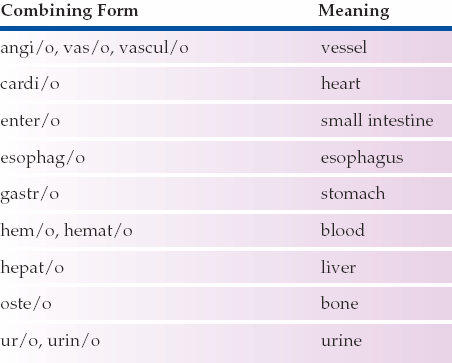 Combining Form Meaning
angi/o, vas/o, vascul/o vessel
cardi/o heart
enter/o small intestine
esophag/o esophagus
gastr/o stomach
hem/o, hemat/o blood
hepat/o liver
oste/o bone
ur/o, urin/o urine